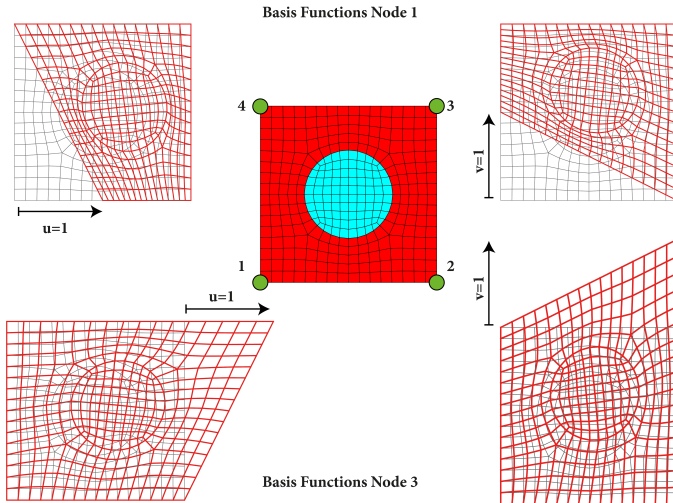 Basis Functions Node 1
4
3
v=1
u=1
1
2
u=1
v=1
Basis Functions Node 3